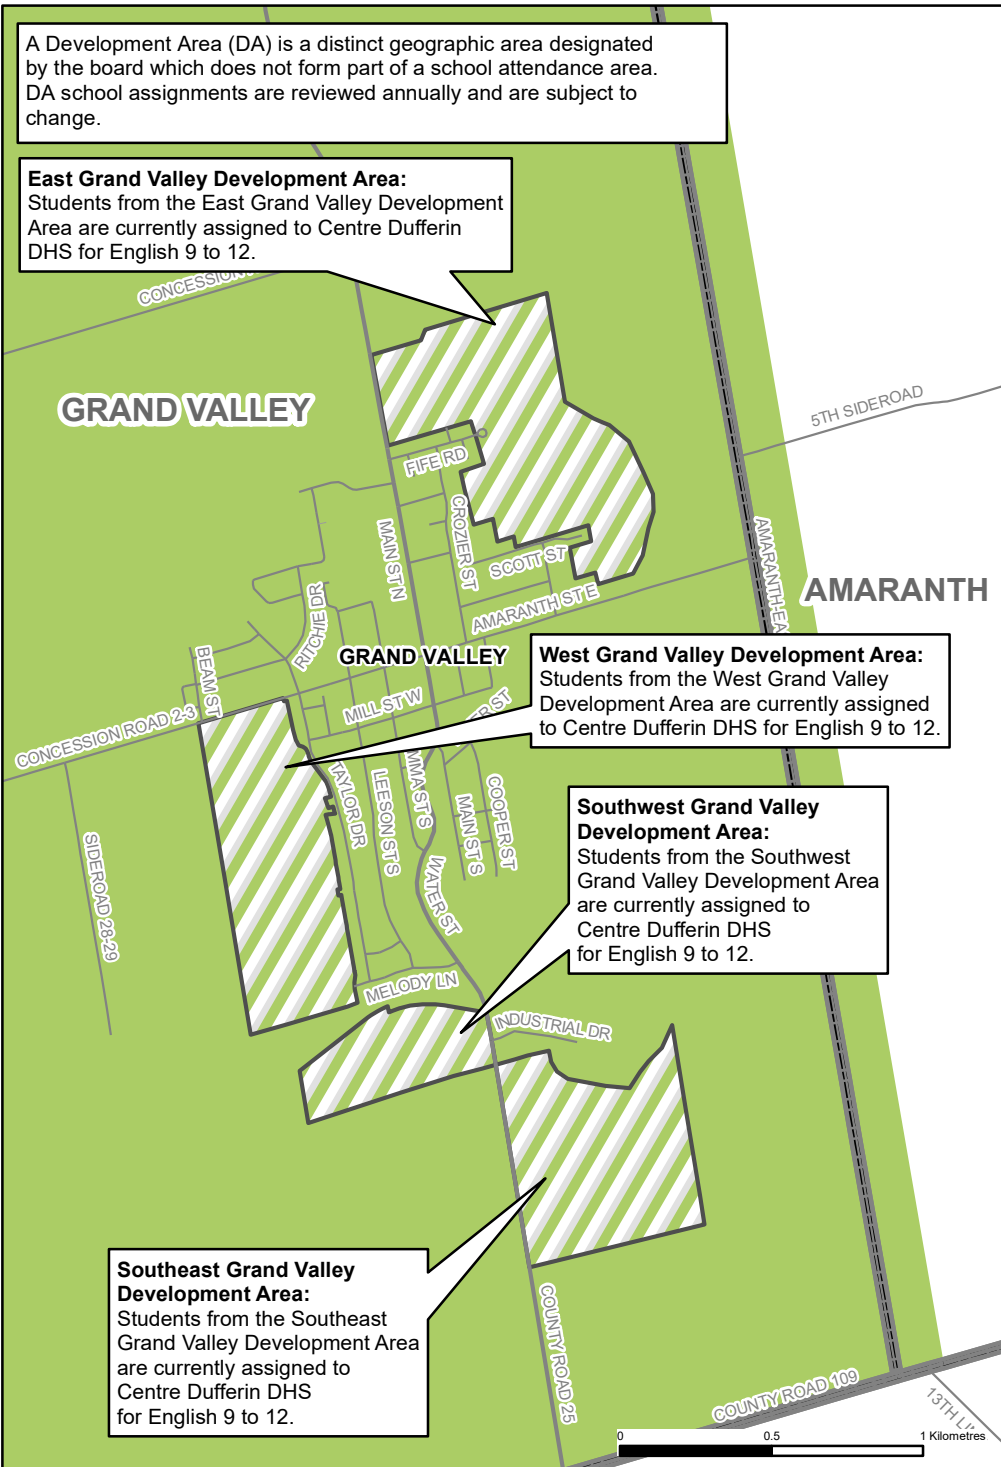 A Development Area (DA) is a distinct geographic area designated
by the board which does not form part of a school attendance area.
DA school assignments are reviewed annually and are subject to
change.
East Grand Valley Development Area:
Students from the East Grand Valley Development
Area are currently assigned to Centre Dufferin
DHS for English 9 to 12.
CONCESSION
GRAND VALLEY
5TH SIDEROAD
FIFE RD
CROZIER ST
MAIN ST N
SCOTT ST
AMARANTH ST E
AMARANTH
RITCHIE DR
BEAM ST
GRAND VALLEY
MILL ST W
West Grand Valley Development Area:
Students from the West Grand Valley
Development Area are currently assigned
to Centre Dufferin DHS for English 9 to 12.
CONCESSION ROAD 2-3
TAYLOR DR
LEESON ST S
MAIN ST S
COOPER ST
WATER ST
SIDEROAD 28-29
Southwest Grand Valley
Development Area:
Students from the Southwest
Grand Valley Development Area
are currently assigned to
Centre Dufferin DHS
for English 9 to 12.
MELODY LN
INDUSTRIAL DR
Southeast Grand Valley
Development Area:
Students from the Southeast
Grand Valley Development Area
are currently assigned to
Centre Dufferin DHS
for English 9 to 12.
COUNTY ROAD 25
COUNTY ROAD 109
13TH
0 0.5 1 Kilometres